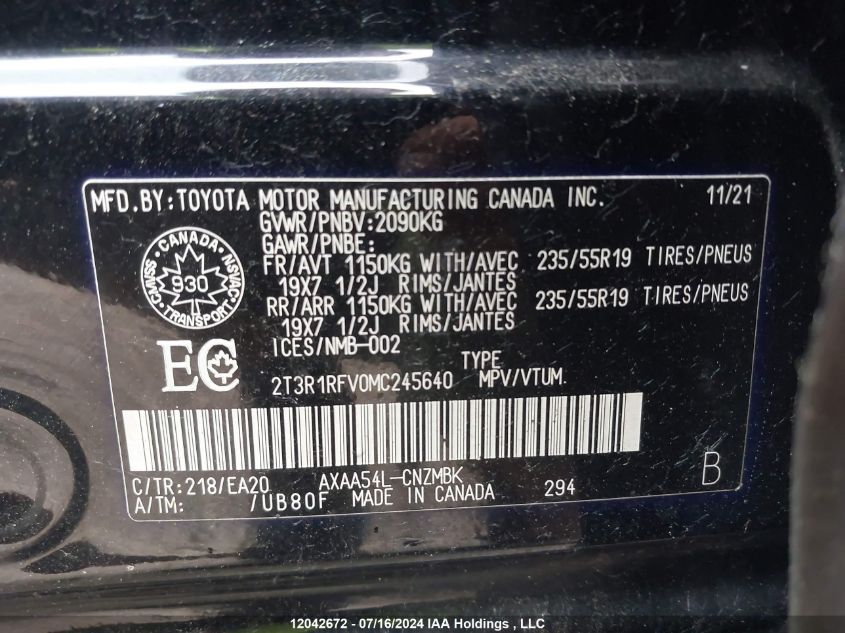 MFD.BY:TOYOTA MOTOR MANUFACTURING CANADA INC. 11/21
GVWR/PNBV:2090KG
GAWR/PNBE:
FR/AVT 1150KG WITH/AVEC 235/55R19 TIRES/PNEUS
19X7 1/2J RIMS/JANTES
RR/ARR 1150KG WITH/AVEC 235/55R19 TIRES/PNEUS
19X7 1/2J RIMS/JANTES
ICES/NMB-002
CANADA
CMVSS 930 NSVAC
TRANSPORT
EC
TYPE
2T3R1RFV0MC245640 MPV/VTUM
C/TR:218/EA20 AXAA54L-CNZMBK B
A/TM: /UB80F MADE IN CANADA 294
12042672 - 07/16/2024 IAA Holdings , LLC